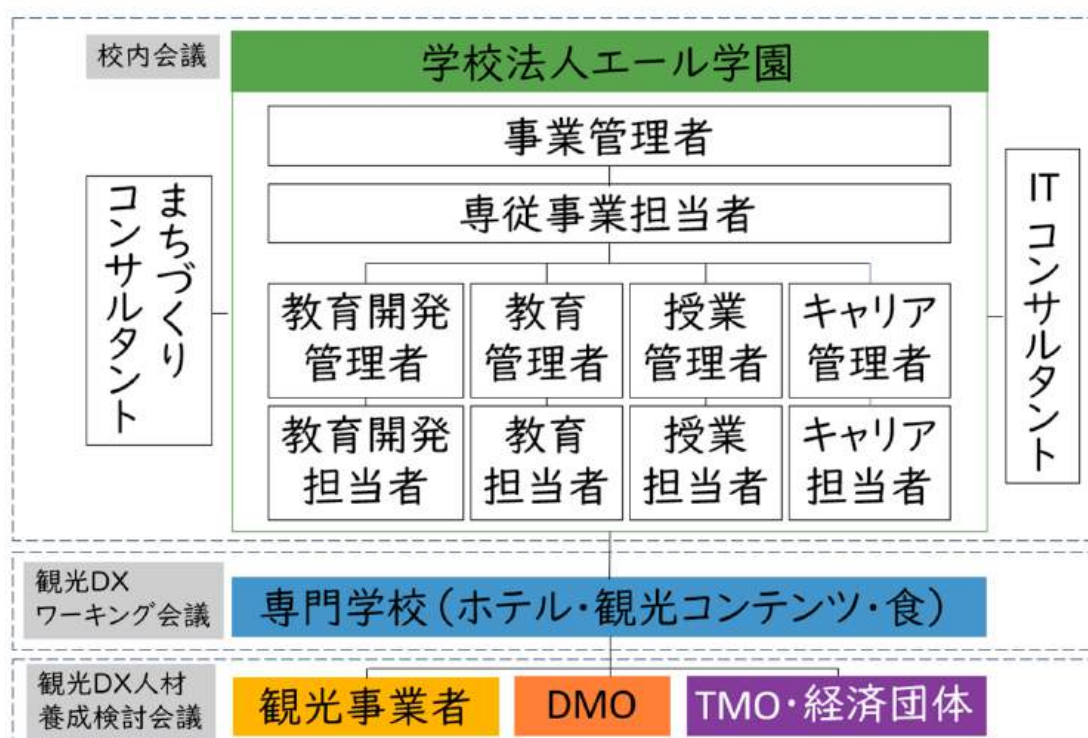 校内会議
学校法人エール学園
事業管理者
専従事業担当者
まちづくり
コンサルタント
IT コンサルタント
教育開発
管理者
教育
管理者
授業
管理者
キャリア
管理者
教育開発
担当者
教育
担当者
授業
担当者
キャリア
担当者
観光DX
ワーキング会議
専門学校（ホテル・観光コンテンツ・食）
観光DX人材
養成検討会議
観光事業者
DMO
TMO・経済団体